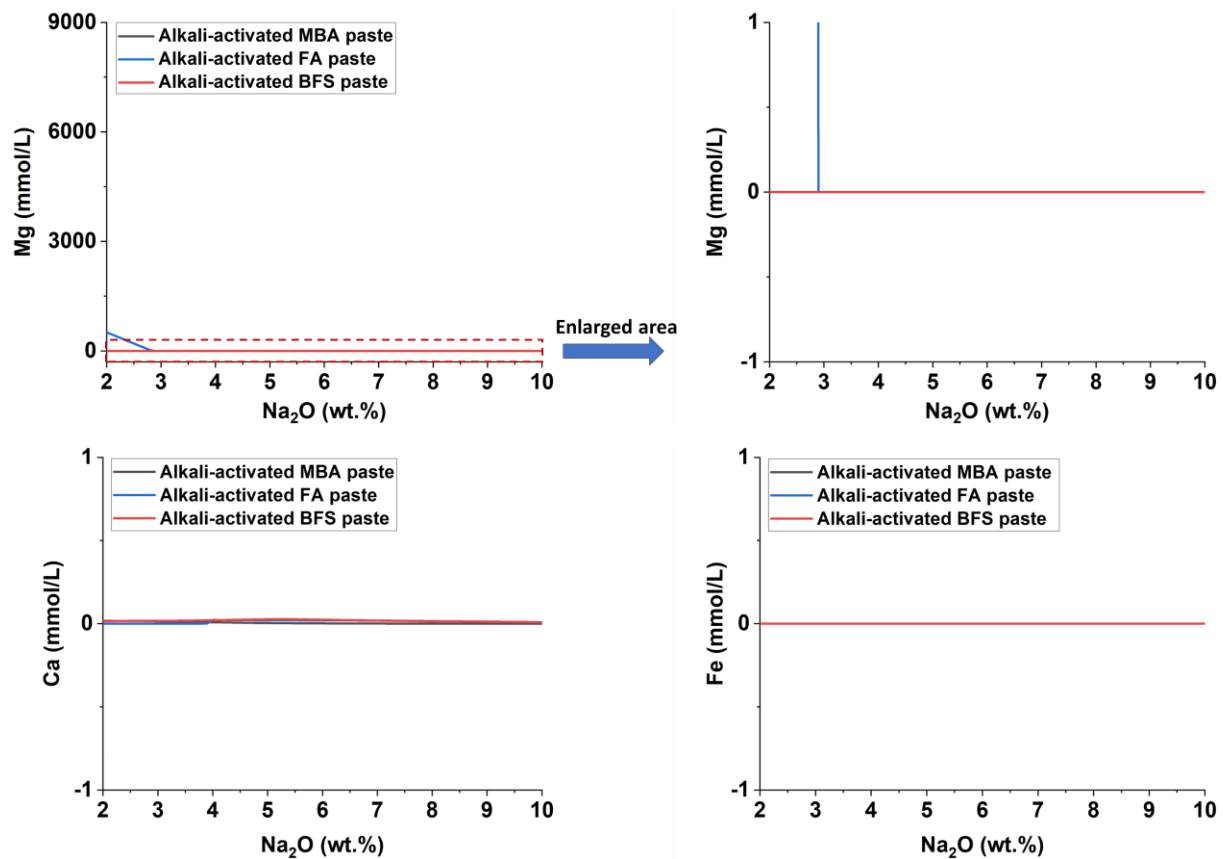 9000
6000
3000
0
Mg (mmol/L)
Alkali-activated MBA paste
Alkali-activated FA paste
Alkali-activated BFS paste
2 3 4 5 6 7 8 9 10
Na₂O (wt.%)
Enlarged area
1
0
-1
Mg (mmol/L)
2 3 4 5 6 7 8 9 10
Na₂O (wt.%)
1
0
-1
Ca (mmol/L)
Alkali-activated MBA paste
Alkali-activated FA paste
Alkali-activated BFS paste
2 3 4 5 6 7 8 9 10
Na₂O (wt.%)
1
0
-1
Fe (mmol/L)
Alkali-activated MBA paste
Alkali-activated FA paste
Alkali-activated BFS paste
2 3 4 5 6 7 8 9 10
Na₂O (wt.%)